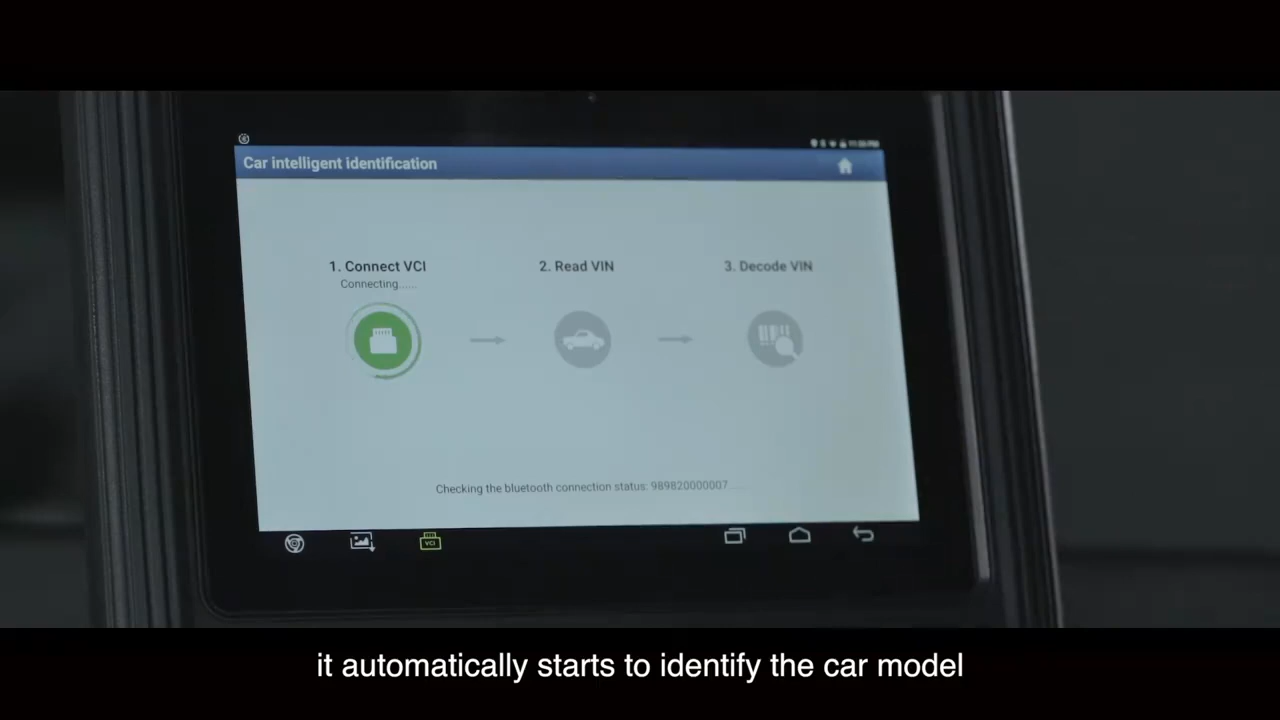 Car intelligent identification
1. Connect VCI
Connecting......
2. Read VIN
3. Decode VIN
Checking the bluetooth connection status: 989820000007......
VCI
it automatically starts to identify the car model